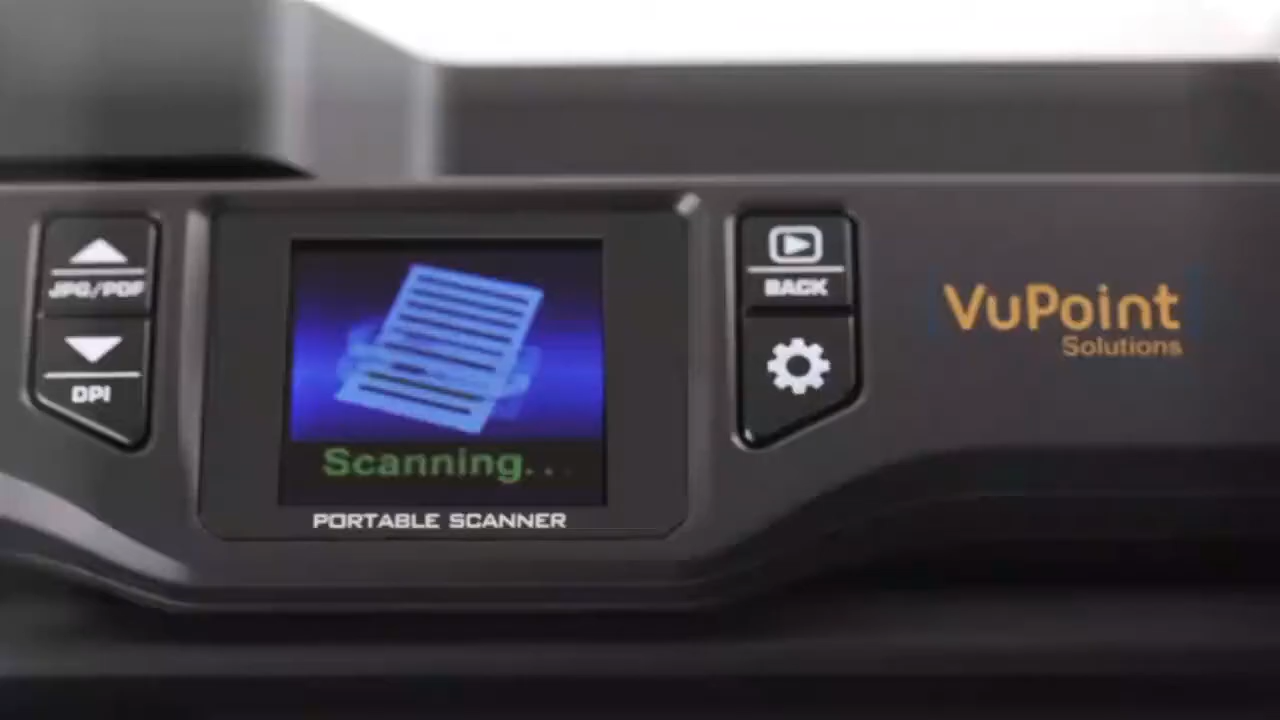 JPG/PDF
DPI
Scanning...
PORTABLE SCANNER
BACK
VuPoint
Solutions